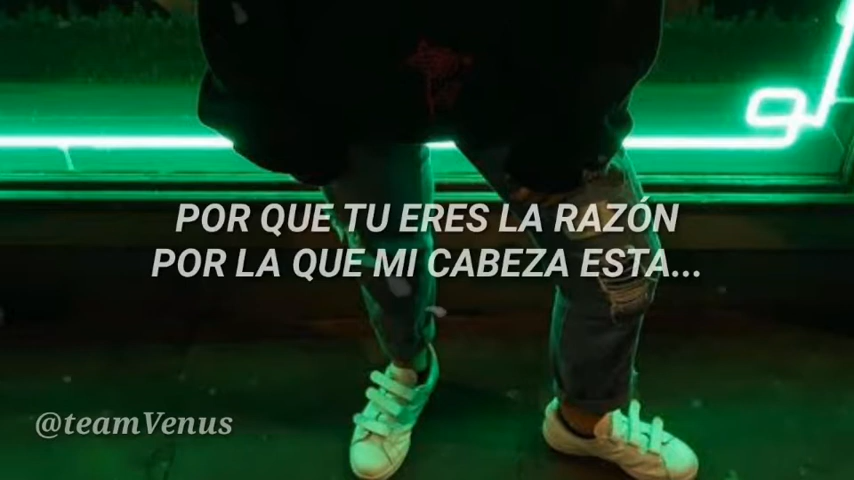 POR QUE TU ERES LA RAZÓN
POR LA QUE MI CABEZA ESTA...
@teamVenus